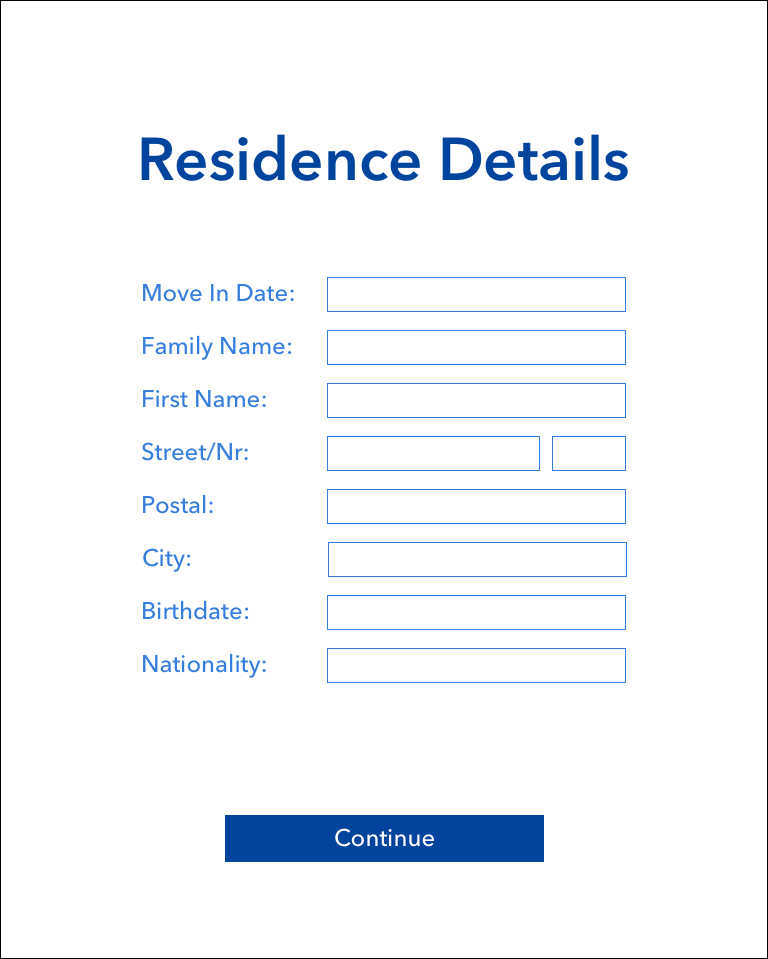 Residence Details
Move In Date:
Family Name:
First Name:
Street/Nr:
Postal:
City:
Birthdate:
Nationality:
Continue